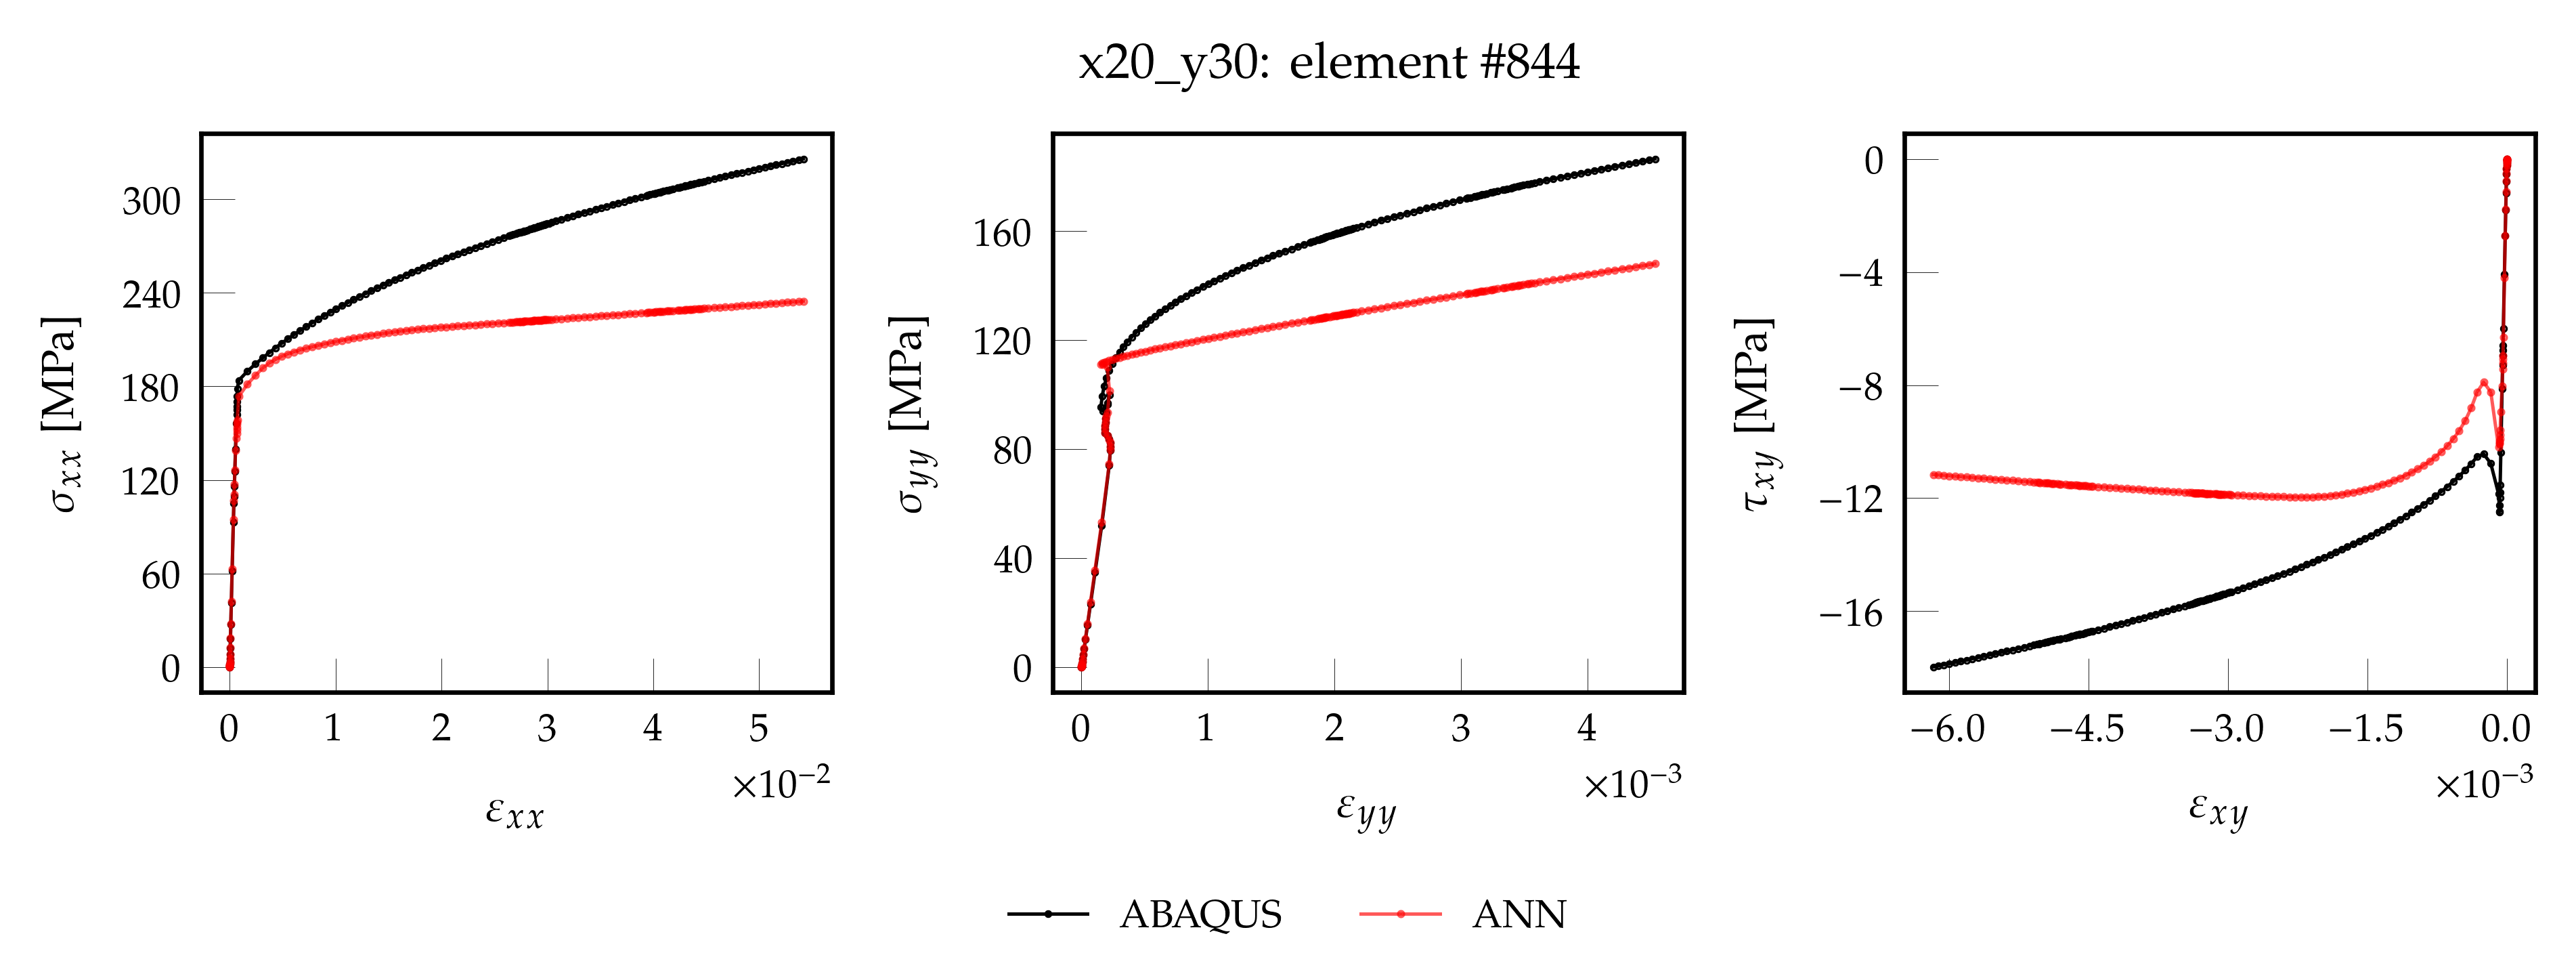 x20_y30: element #844
σxx [MPa]
300
240
180
120
60
0
0 1 2 3 4 5
×10−2
εxx
σyy [MPa]
160
120
80
40
0
0 1 2 3 4
×10−3
εyy
τxy [MPa]
0
−4
−8
−12
−16
−6.0 −4.5 −3.0 −1.5 0.0
×10−3
εxy
ABAQUS ANN